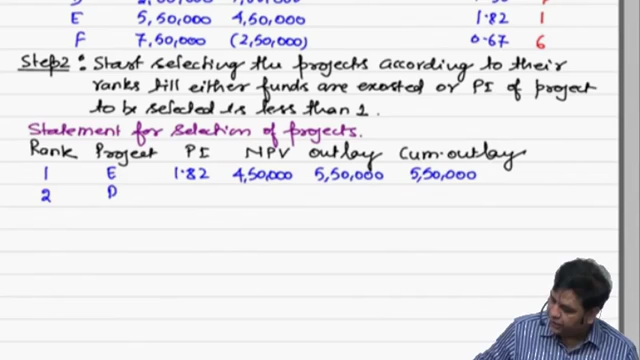 E 5,50,000 4,50,000 1.82 1
F 7,50,000 (2,50,000) 0.67 6
Step2: Start selecting the projects according to their
ranks till either funds are exosted or PI of project
to be selected is less than 1.
Statement for selection of projects.
Rank Project PI NPV outlay Cum.outlay
1 E 1.82 4,50,000 5,50,000 5,50,000
2 D